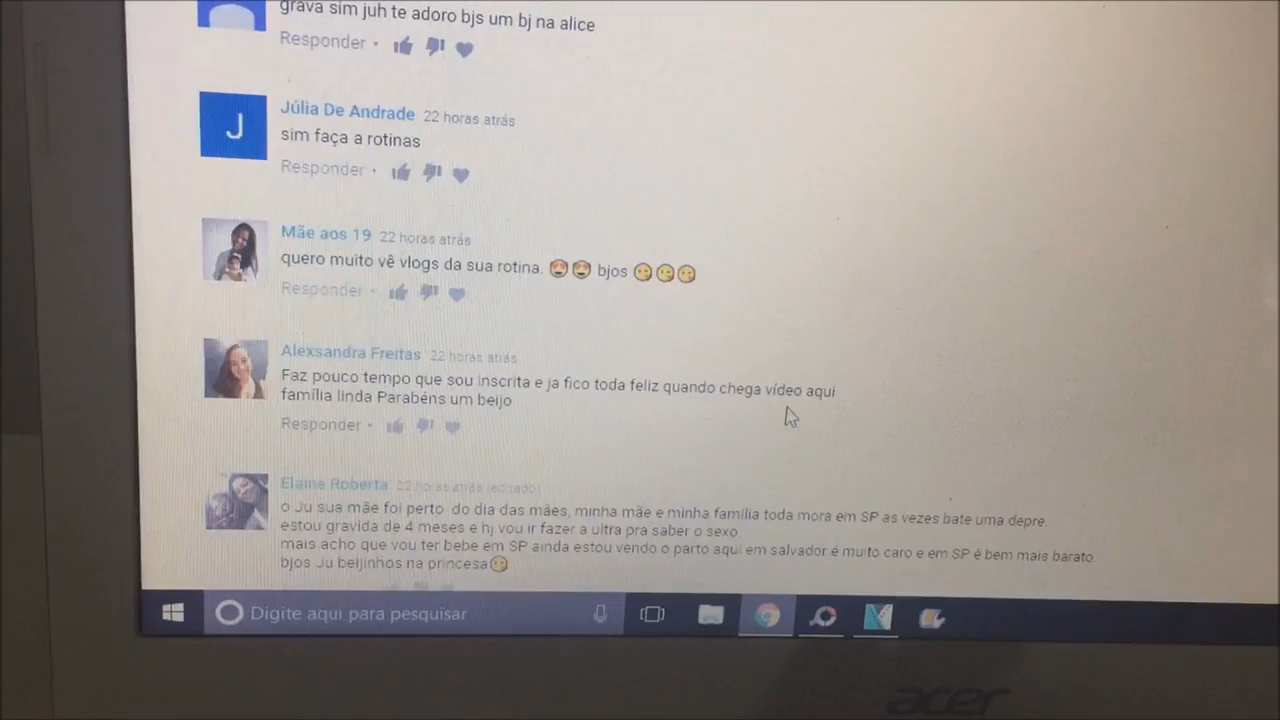 grava sim juh te adoro bjs um bj na alice
Responder •
J
Júlia De Andrade 22 horas atrás
sim faça a rotinas
Responder •
Mãe aos 19 22 horas atrás
quero muito vê vlogs da sua rotina. 😍😍 bjos 😘😘😘
Responder •
Alexsandra Freitas 22 horas atrás
Faz pouco tempo que sou inscrita e ja fico toda feliz quando chega vídeo aqui
família linda Parabéns um beijo
Responder •
Elaine Roberta 22 horas atrás (editado)
o Ju sua mãe foi perto do dia das mães, minha mãe e minha família toda mora em SP as vezes bate uma depre.
estou gravida de 4 meses e hj vou ir fazer a ultra pra saber o sexo.
mais acho que vou ter bebe em SP ainda estou vendo o parto aqui em salvador é muito caro e em SP é bem mais barato.
bjos Ju beijinhos na princesa😘
Digite aqui para pesquisar
acer